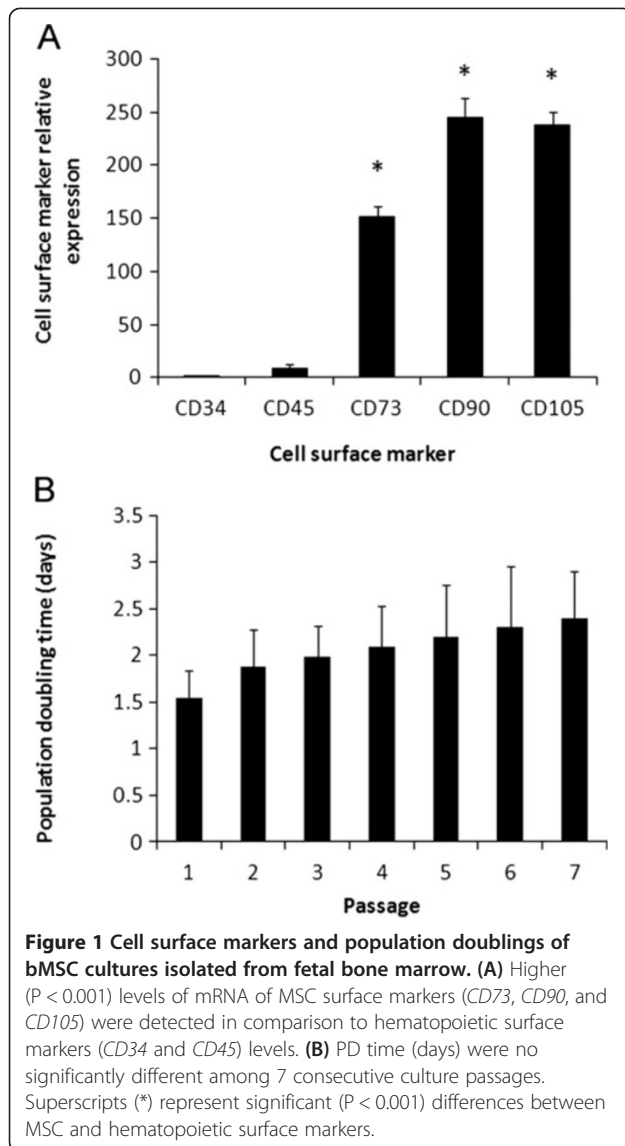 A
Cell surface marker relative
expression
300
250
200
150
100
50
0
*
*
*
CD34 CD45 CD73 CD90 CD105
Cell surface marker
B
Population doubling time (days)
3.5
3
2.5
2
1.5
1
0.5
0
1 2 3 4 5 6 7
Passage
Figure 1 Cell surface markers and population doublings of
bMSC cultures isolated from fetal bone marrow. (A) Higher
(P < 0.001) levels of mRNA of MSC surface markers (CD73, CD90, and
CD105) were detected in comparison to hematopoietic surface
markers (CD34 and CD45) levels. (B) PD time (days) were no
significantly different among 7 consecutive culture passages.
Superscripts (*) represent significant (P < 0.001) differences between
MSC and hematopoietic surface markers.